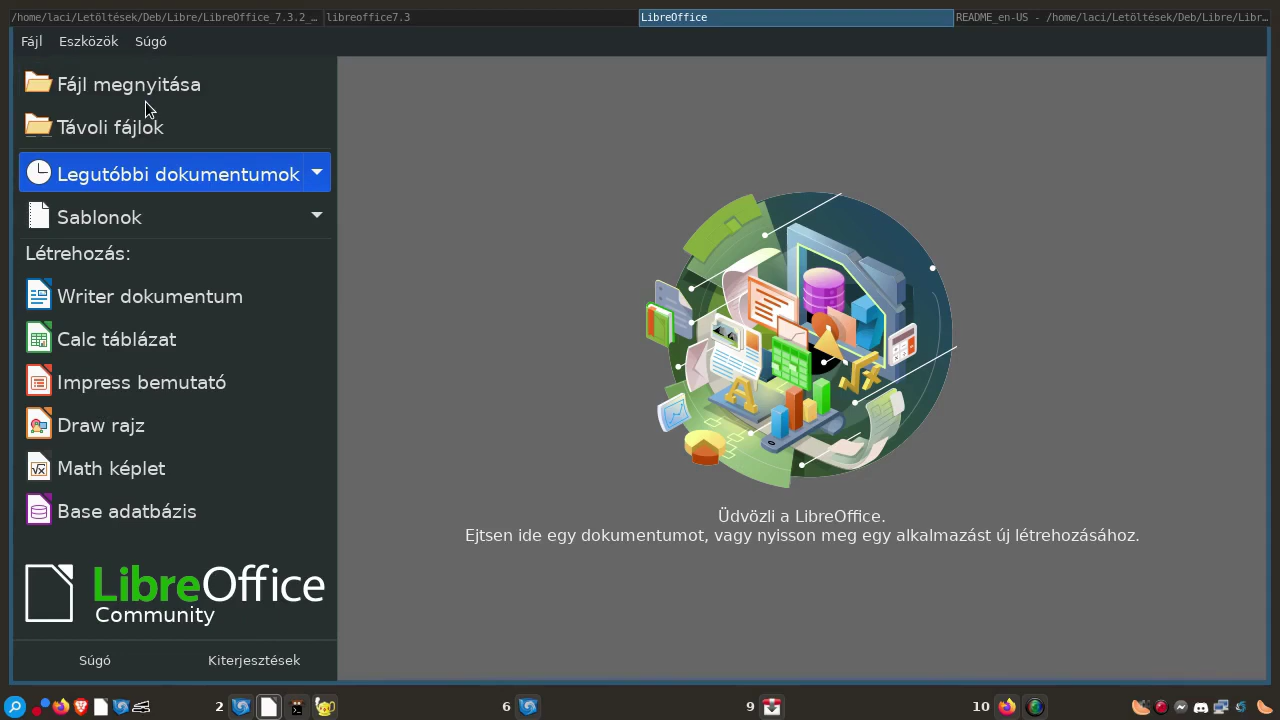 /home/laci/Letöltések/Deb/Libre/LibreOffice_7.3.2_…
libreoffice7.3
LibreOffice
README_en-US - /home/laci/Letöltések/Deb/Libre/Libr…
Fájl Eszközök Súgó
Fájl megnyitása
Távoli fájlok
Legutóbbi dokumentumok
Sablonok
Létrehozás:
Writer dokumentum
Calc táblázat
Impress bemutató
Draw rajz
Math képlet
Base adatbázis
LibreOffice
Community
Súgó
Kiterjesztések
Üdvözli a LibreOffice.
Ejtsen ide egy dokumentumot, vagy nyisson meg egy alkalmazást új létrehozásához.
2
6
9
10